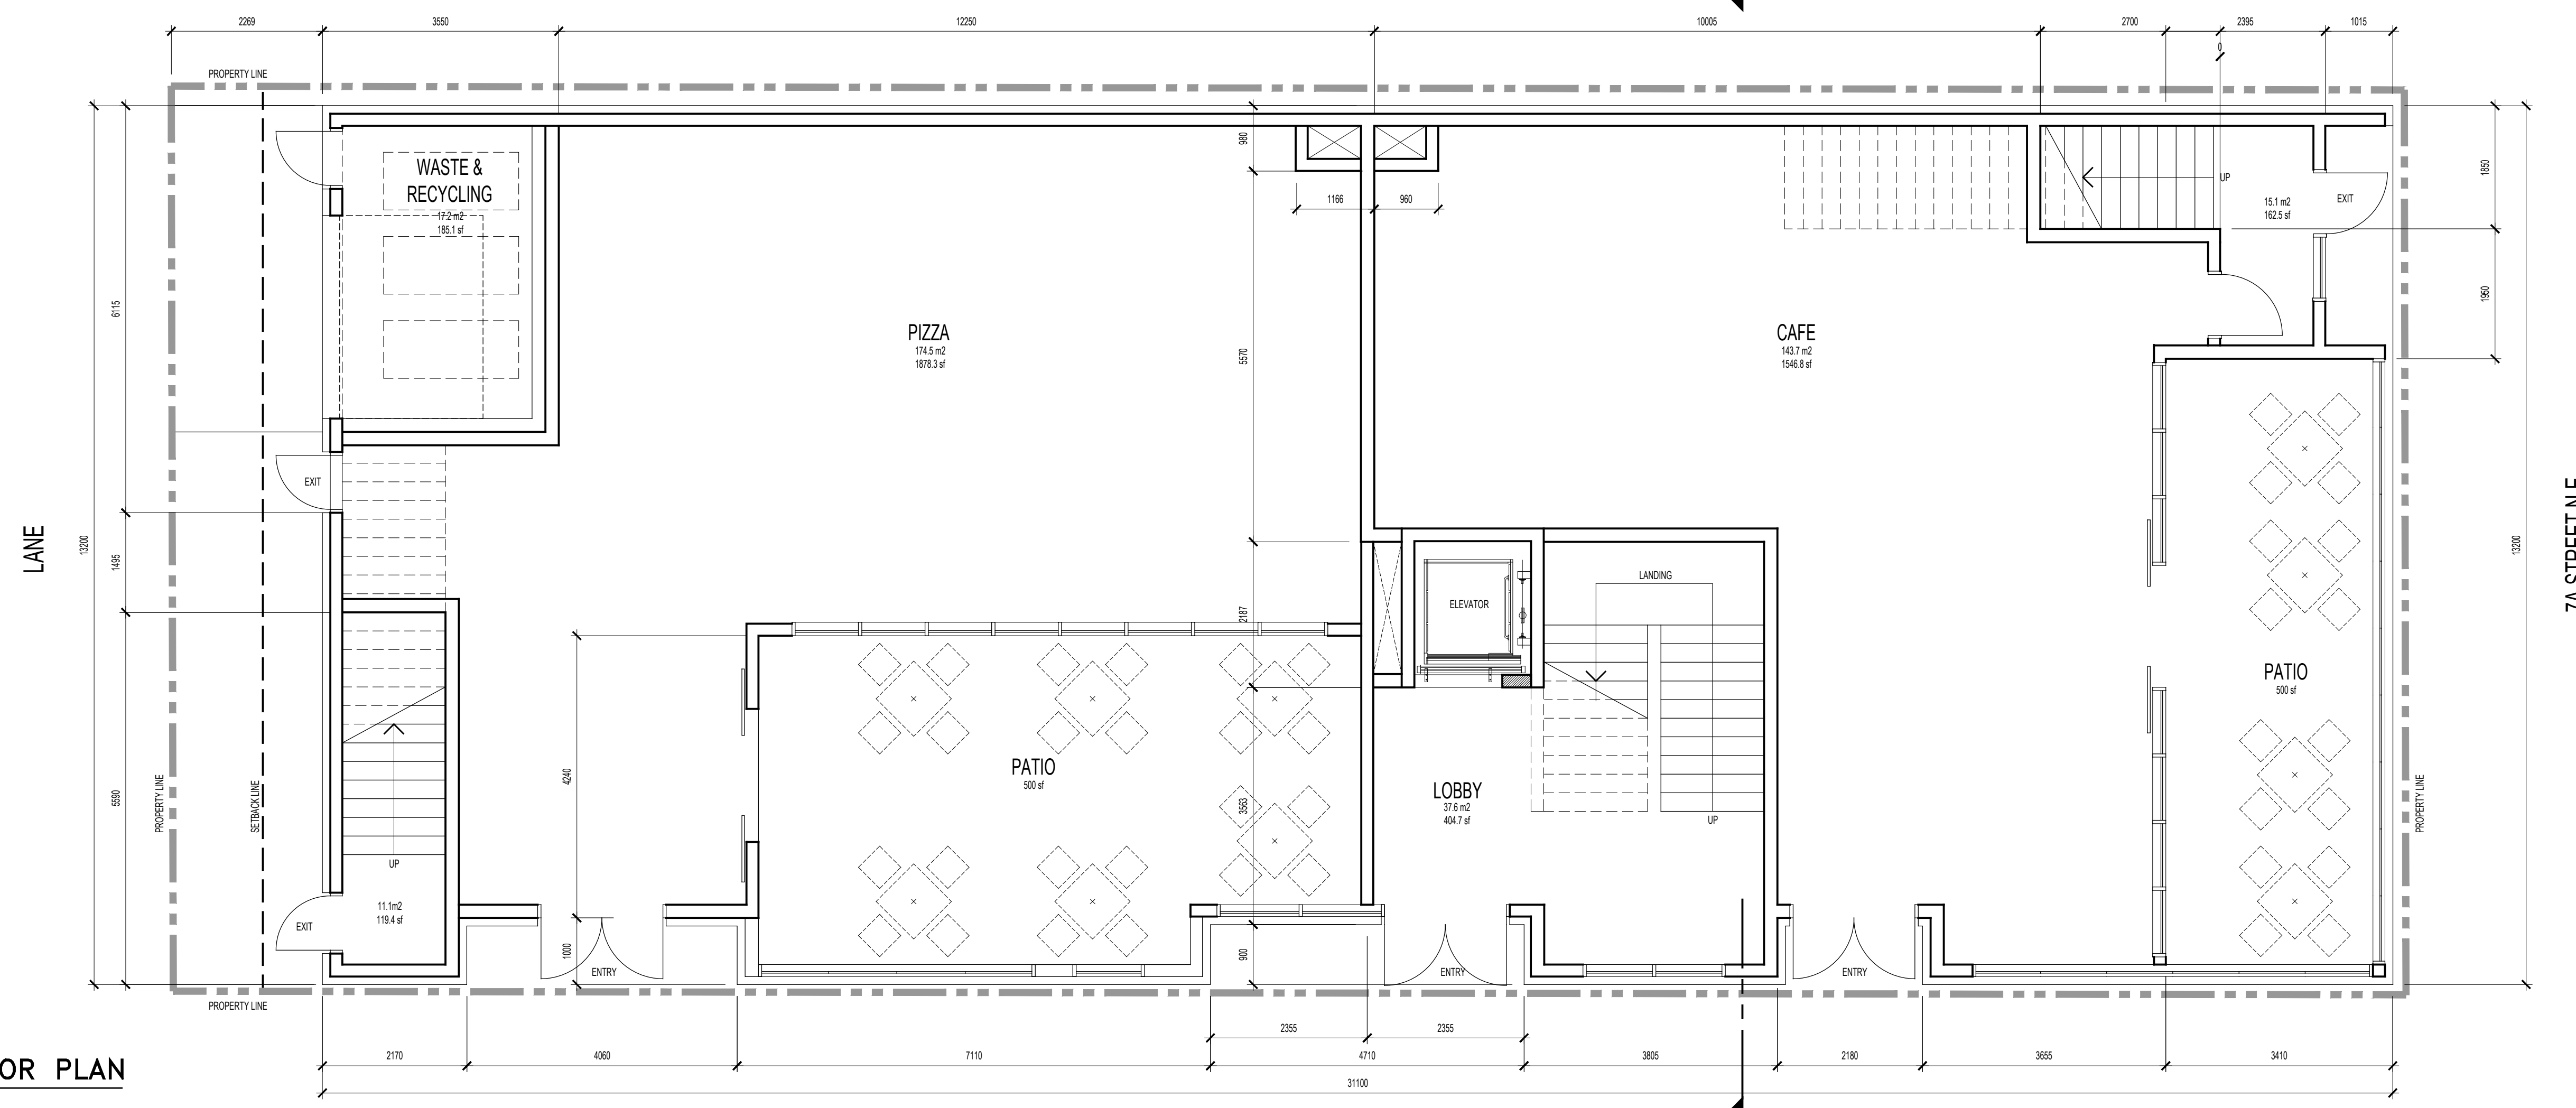 2269
3550
12250
10005
2700
2395
1015
0
PROPERTY LINE
980
1166
960
WASTE &
RECYCLING
17.2 m2
185.1 sf
UP
15.1 m2
162.5 sf
EXIT
1850
1950
6115
13200
1495
5590
LANE
PIZZA
174.5 m2
1878.3 sf
5570
CAFE
143.7 m2
1546.8 sf
EXIT
13200
7A STREET N.E.
LANDING
ELEVATOR
2187
PATIO
500 sf
4240
PATIO
500 sf
3563
LOBBY
37.6 m2
404.7 sf
UP
PROPERTY LINE
SETBACK LINE
PROPERTY LINE
UP
11.1m2
119.4 sf
EXIT
1000
900
ENTRY
ENTRY
ENTRY
PROPERTY LINE
2355
2355
2170
4060
7110
4710
3805
2180
3655
3410
31100
OR PLAN